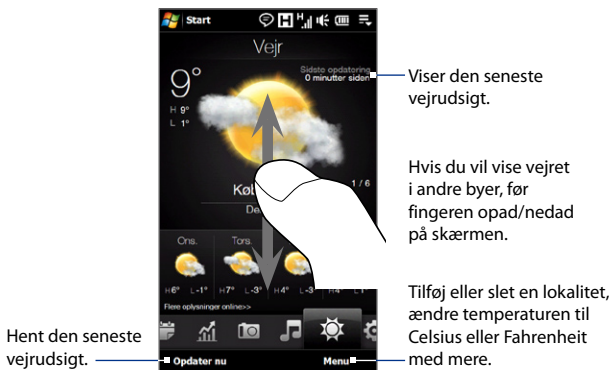 Start
Vejr
Sidste opdatering
0 minutter siden
9°
H 9°
L 1°
1 / 6
Ons.
Tors.
H 6° L -1°
H 7° L -3°
H 4° L -3
H 4° L 1°
Flere oplysninger online>>
Opdater nu
Menu
Viser den seneste
vejrudsigt.
Hvis du vil vise vejret
i andre byer, før
fingeren opad/nedad
på skærmen.
Tilføj eller slet en lokalitet,
ændre temperaturen til
Celsius eller Fahrenheit
med mere.
Hent den seneste
vejrudsigt.